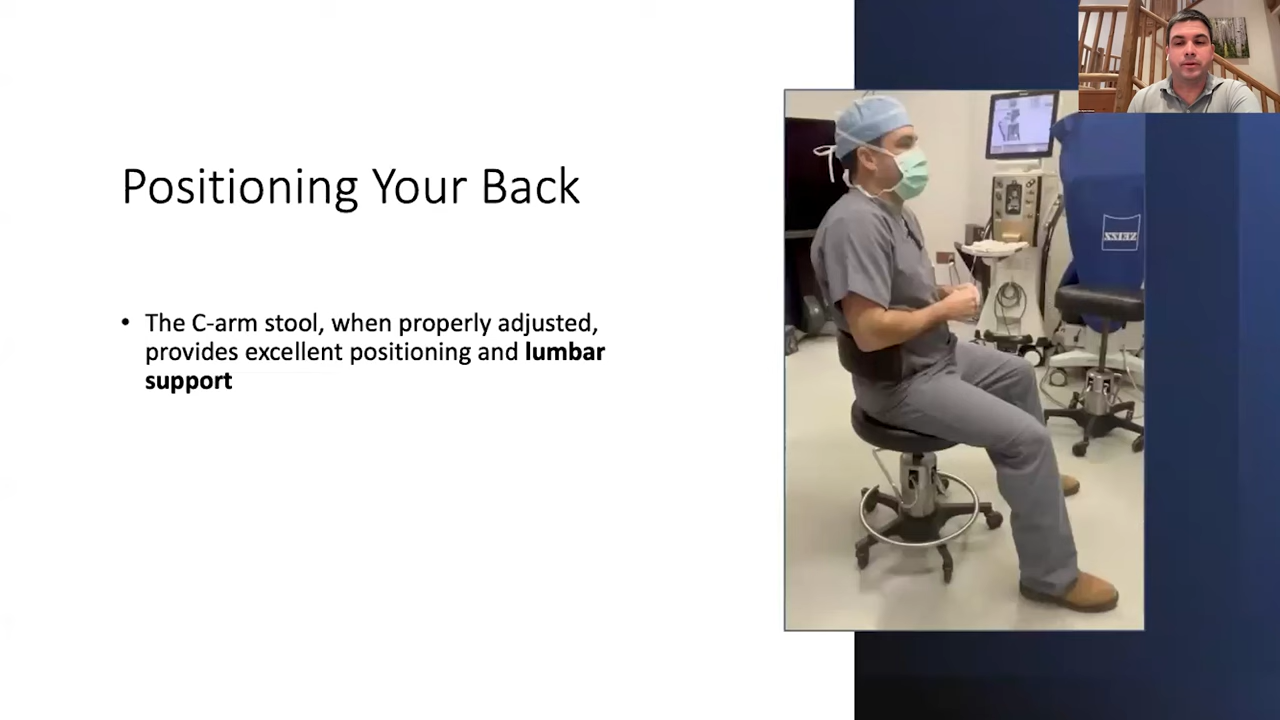 Positioning Your Back
• The C-arm stool, when properly adjusted,
provides excellent positioning and lumbar
support